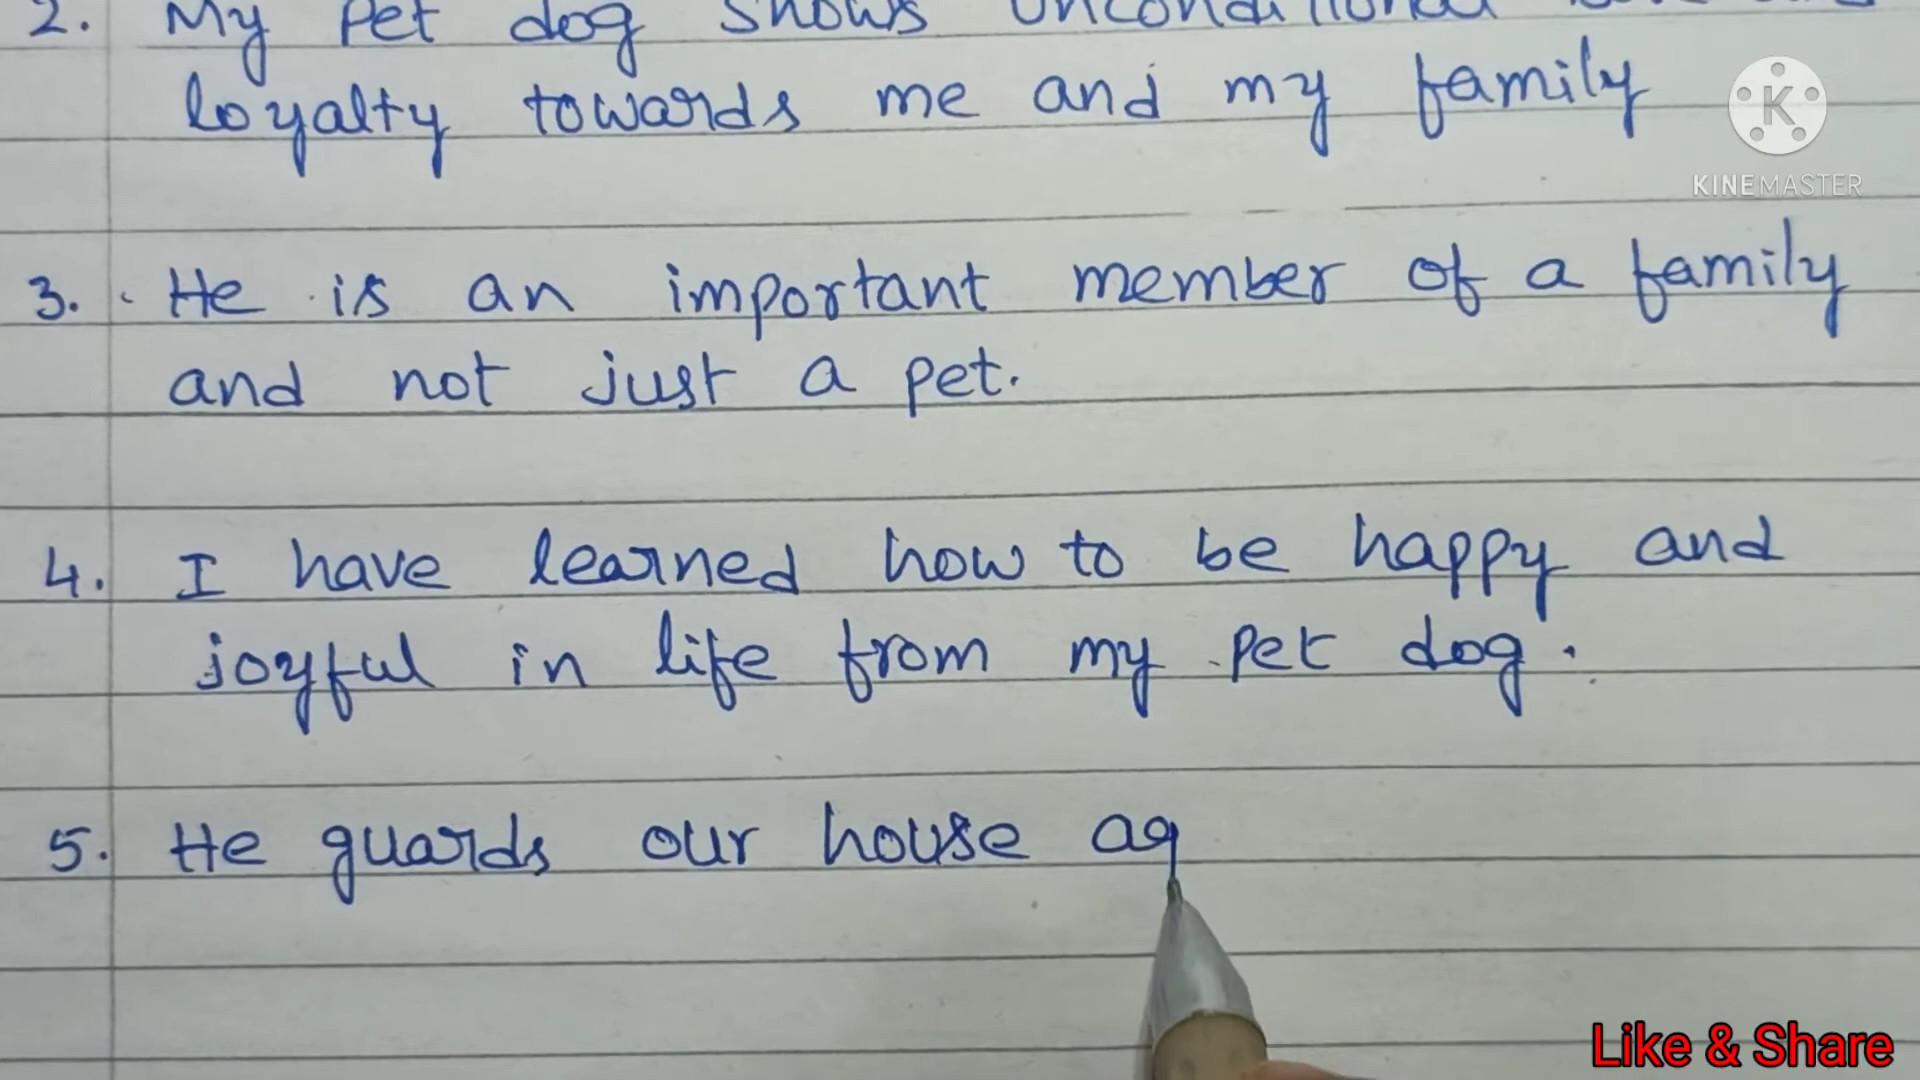 2. My Pet dog shows unconditional
loyalty towards me and my family
KINEMASTER
3. He is an important member of a family
and not just a pet.
4. I have learned how to be happy and
joyful in life from my pet dog.
5. He guards our house ag
Like & Share